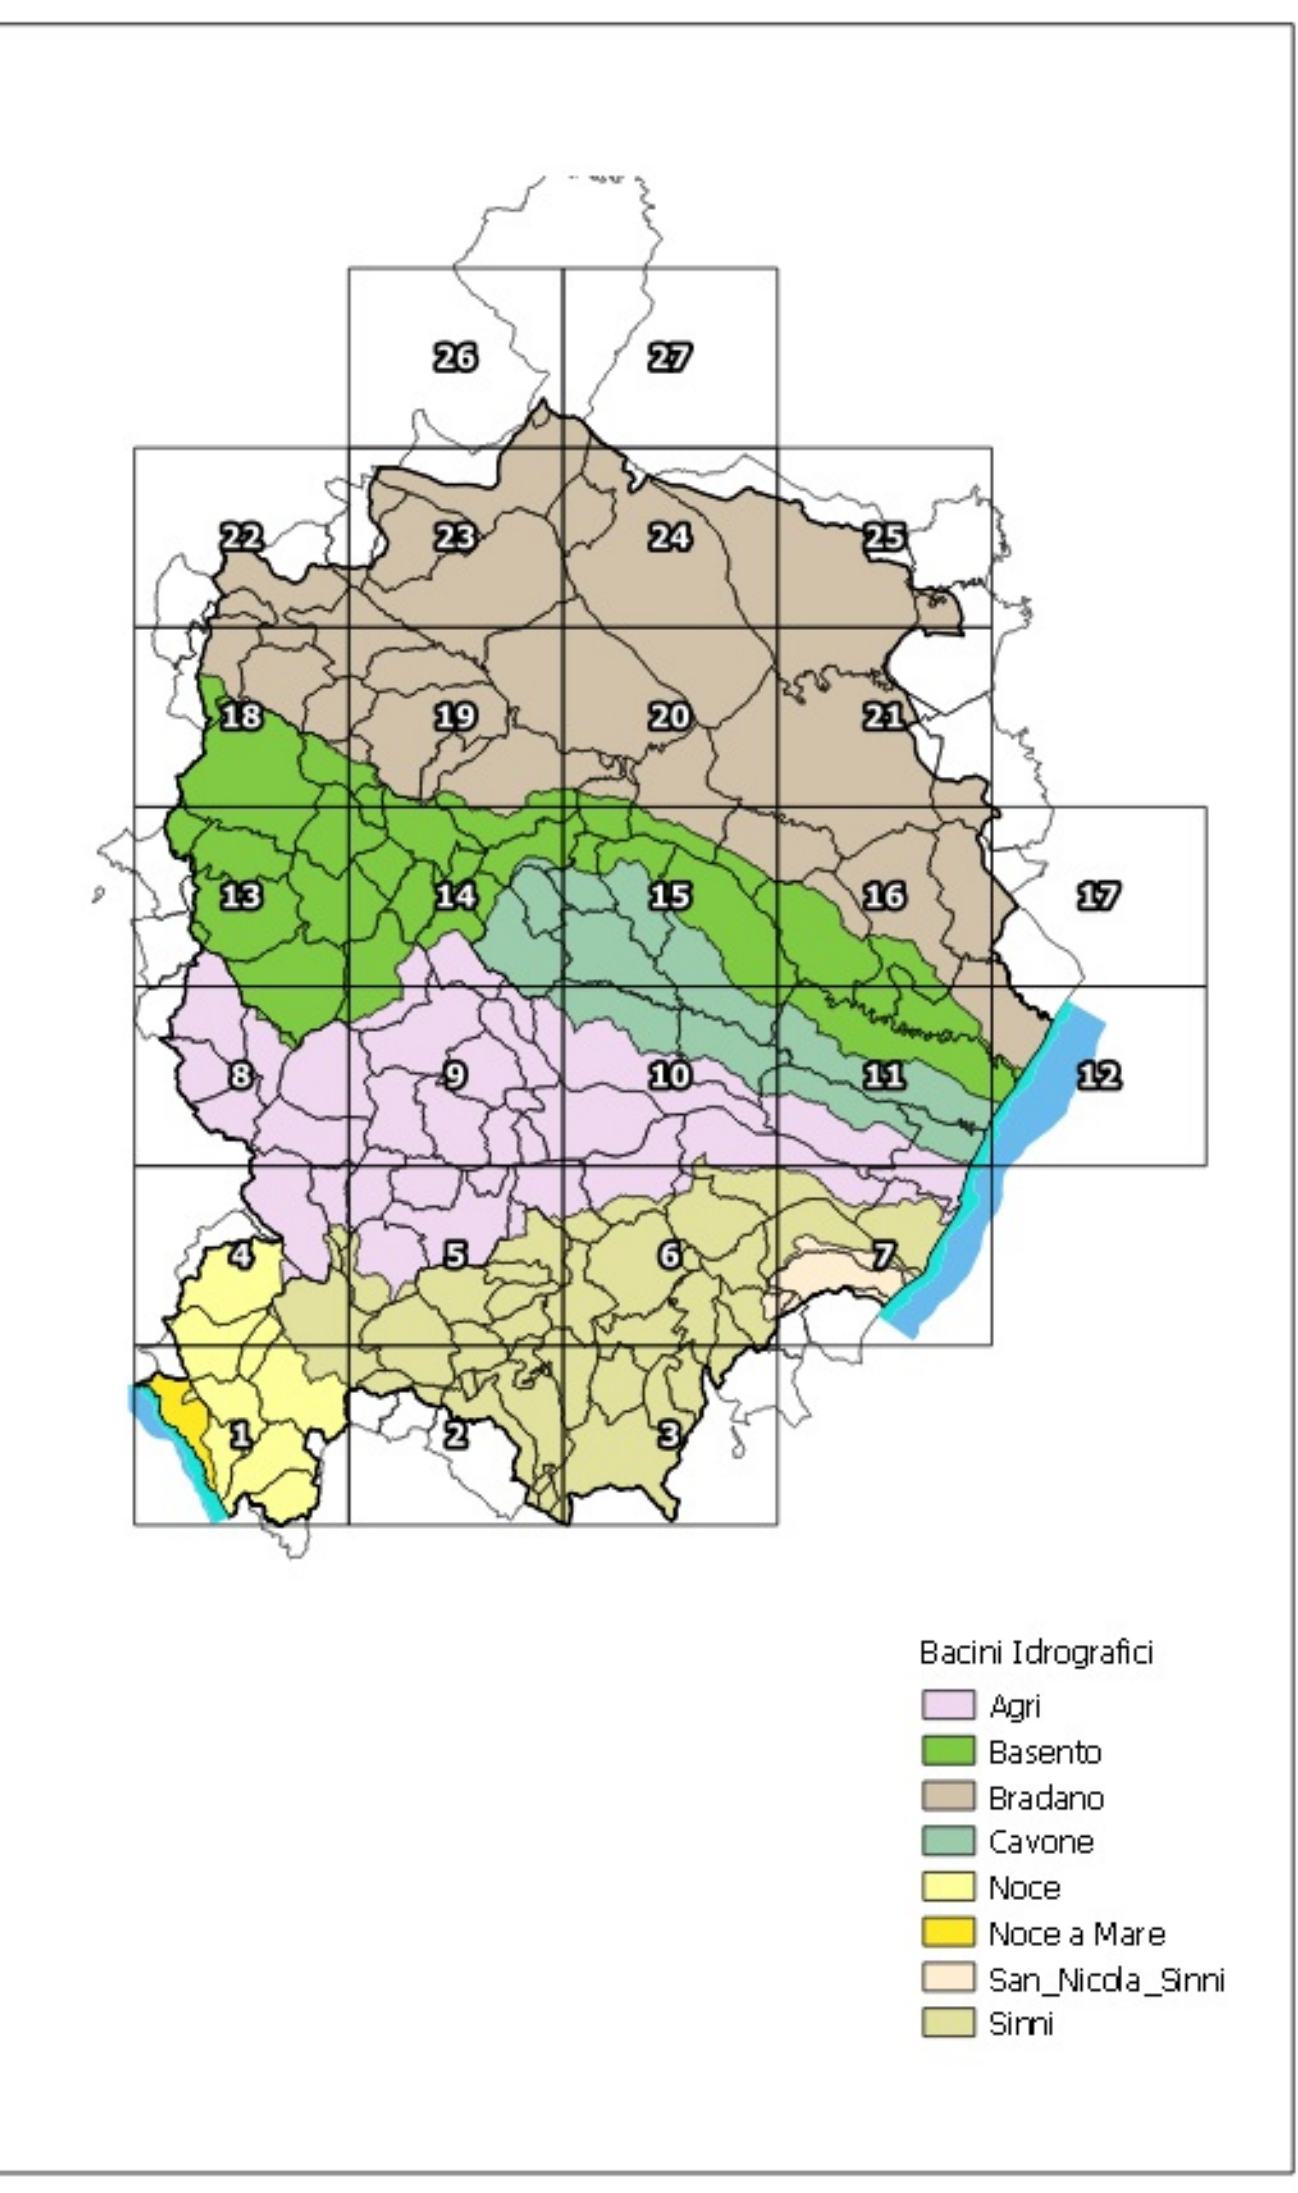 26 27
22 23 24 25
18 19 20 21
13 14 15 16 17
8 9 10 11 12
4 5 6 7
1 2 3
Bacini Idrografici
Agri
Basento
Bradano
Cavone
Noce
Noce a Mare
San_Nicola_Sinni
Sinni